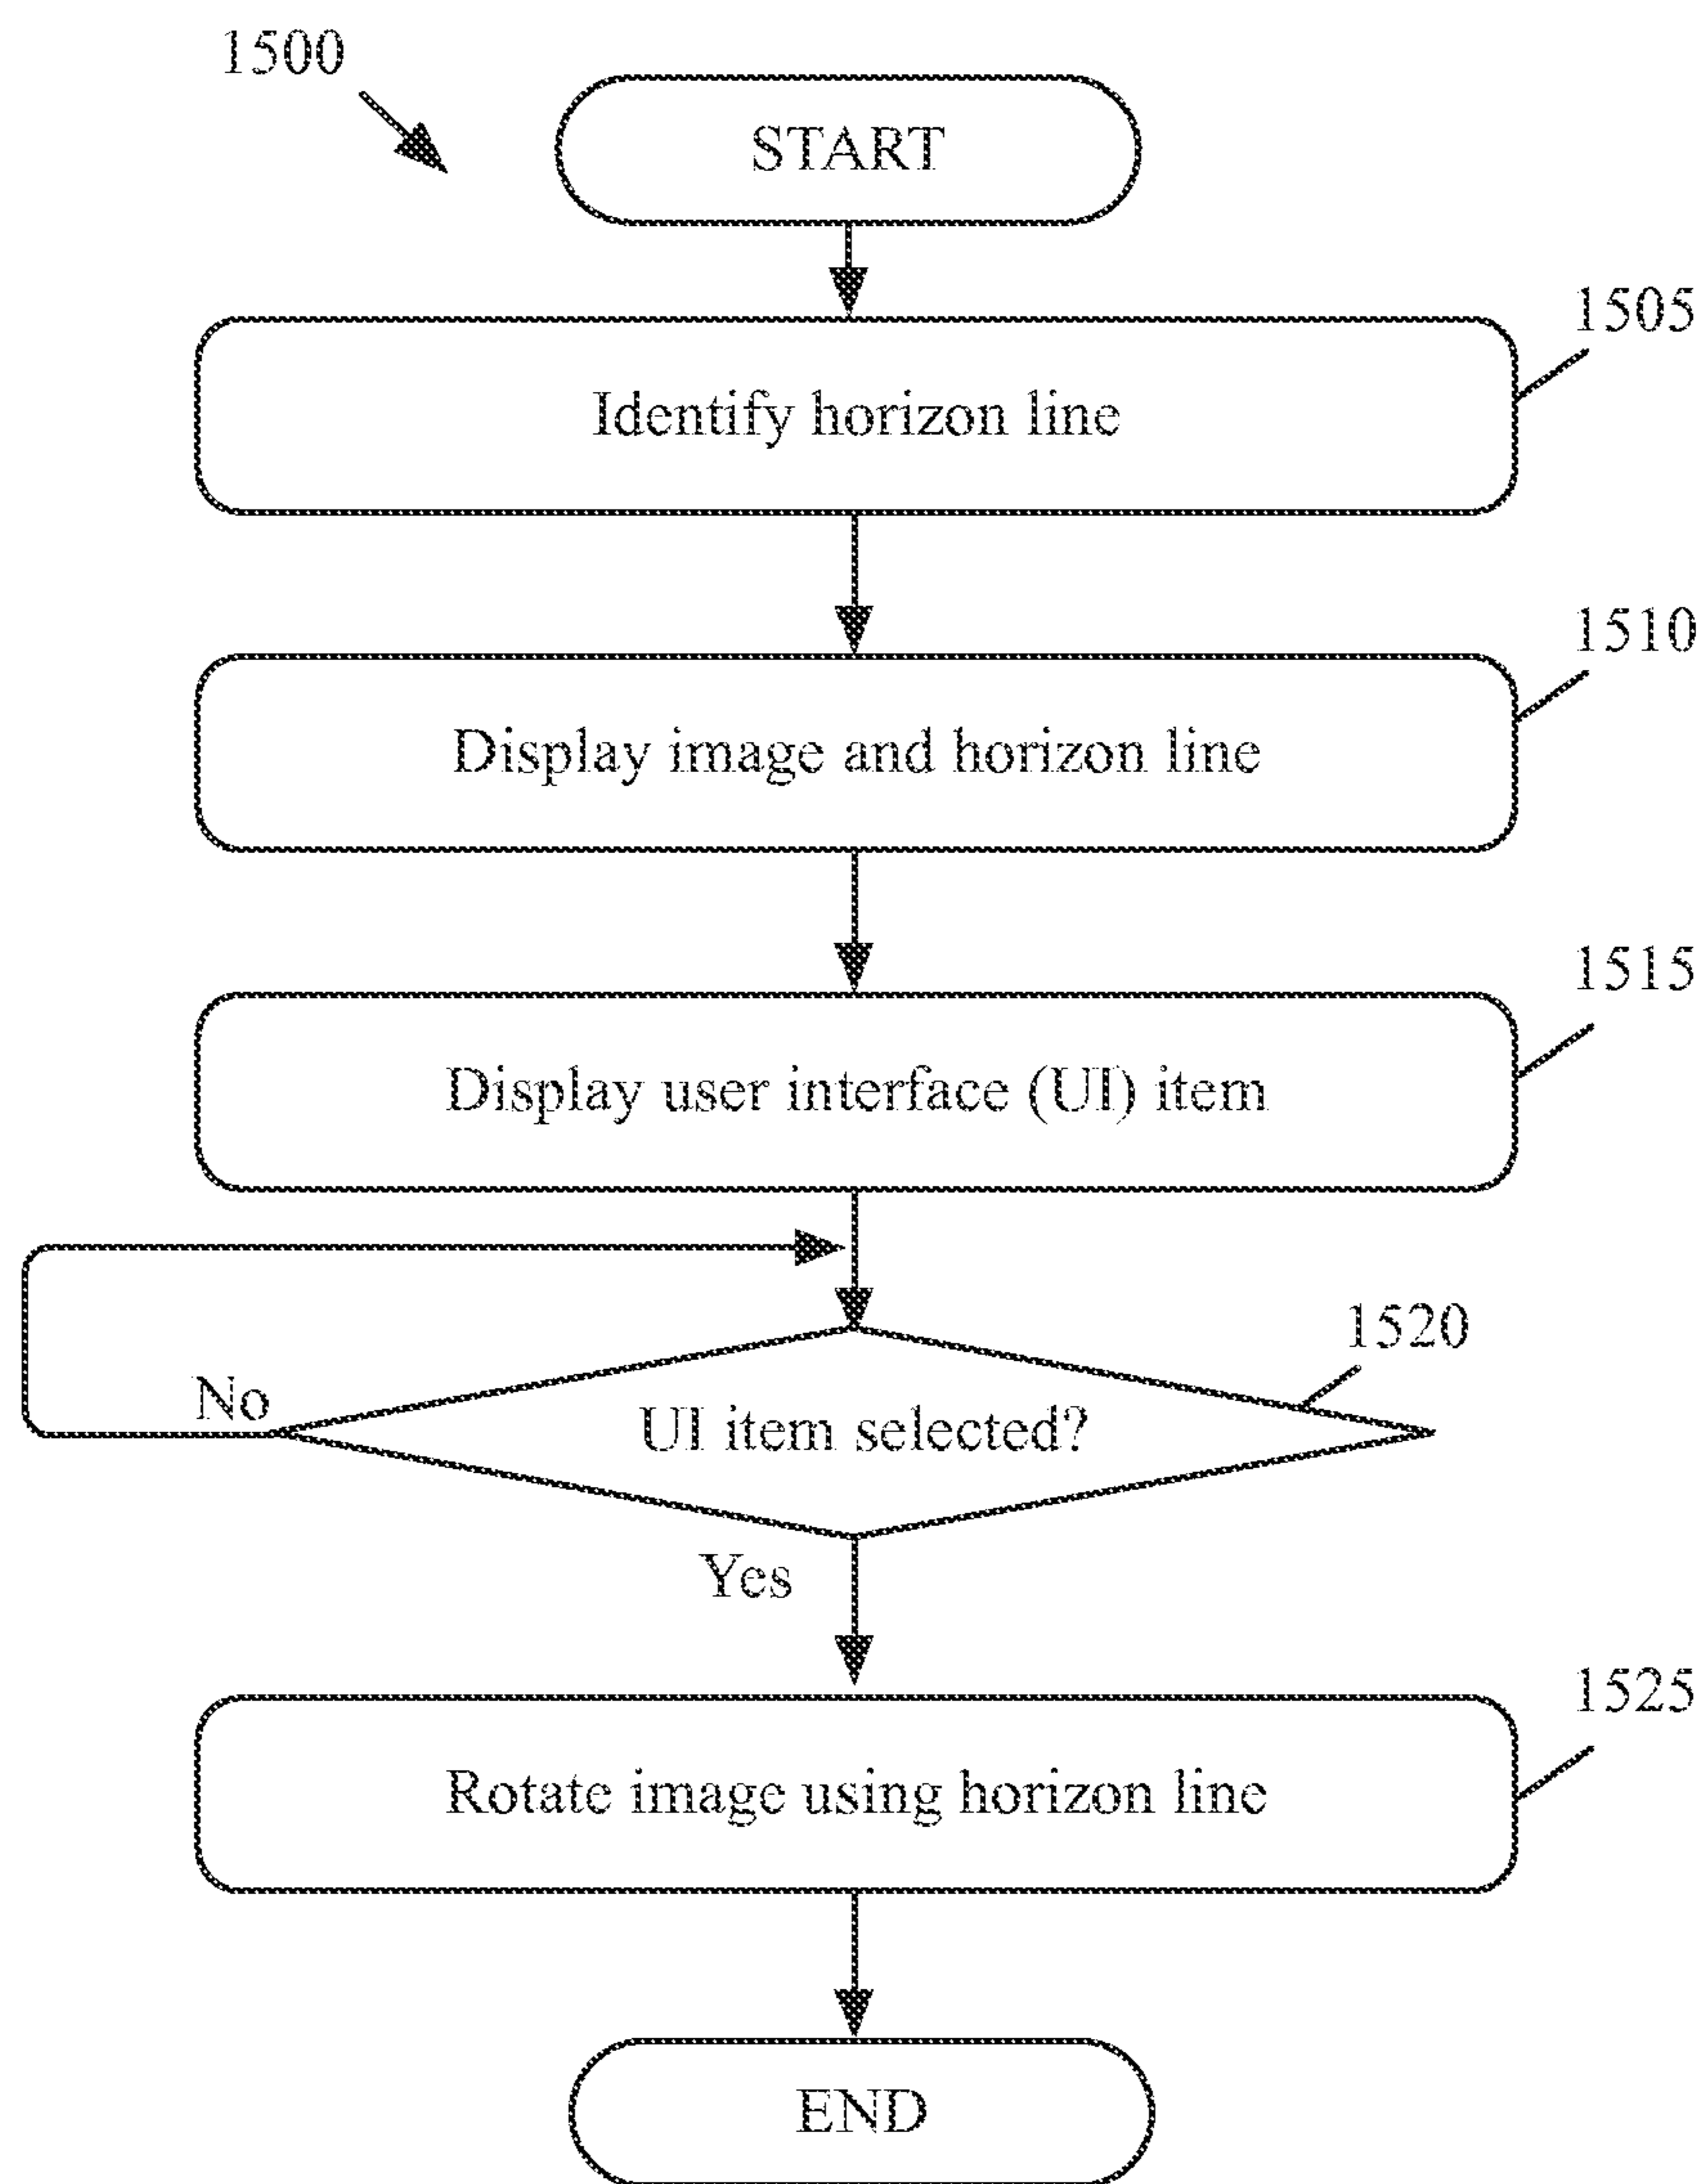 1500
START
1505
Identify horizon line
1510
Display image and horizon line
1515
Display user interface (UI) item
1520
No
UI item selected?
Yes
1525
Rotate image using horizon line
END